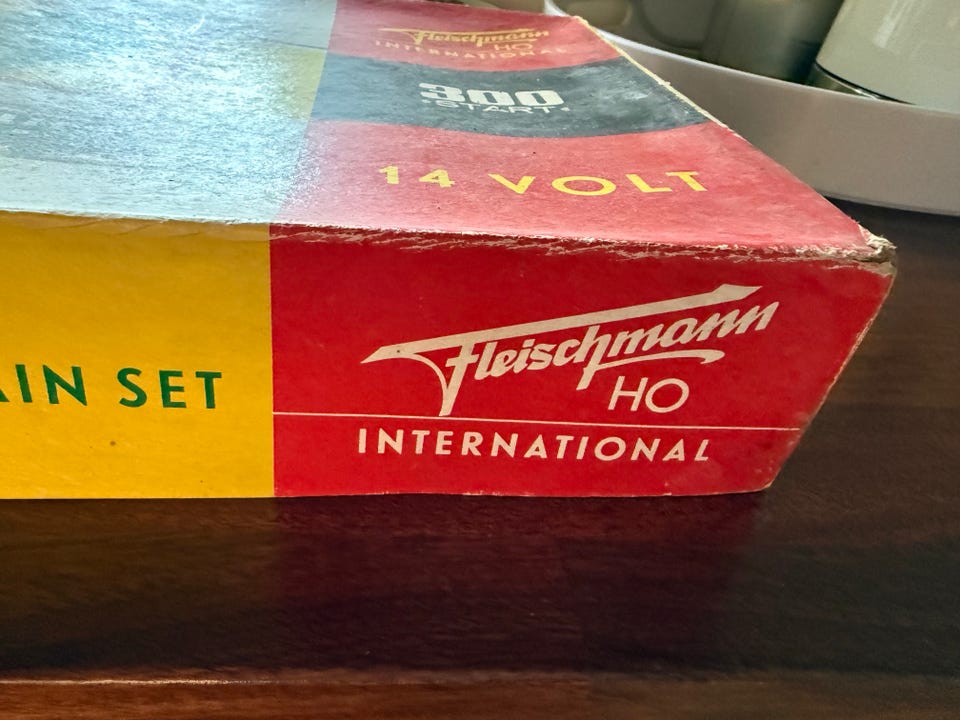 Fleischmann
HO
INTERNATIONAL
300
·START·
14 VOLT
AIN SET
Fleischmann
HO
INTERNATIONAL